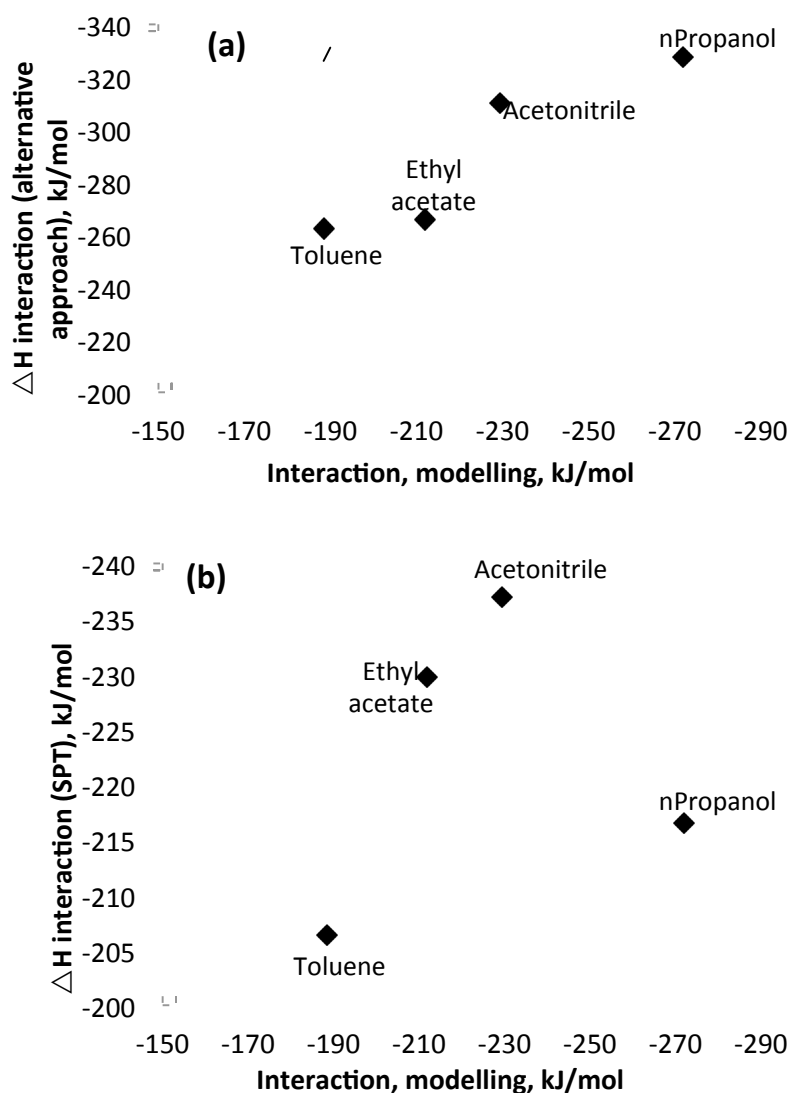 -340
(a)
nPropanol
-320
Acetonitrile
-300
Ethyl
acetate
-280
-260
Toluene
-240
-220
-200
△H interaction (alternative
approach), kJ/mol
-150 -170 -190 -210 -230 -250 -270 -290
Interaction, modelling, kJ/mol
-240
(b)
Acetonitrile
-235
-230
Ethyl
acetate
-225
-220
nPropanol
-215
-210
-205
Toluene
-200
△H interaction (SPT), kJ/mol
-150 -170 -190 -210 -230 -250 -270 -290
Interaction, modelling, kJ/mol